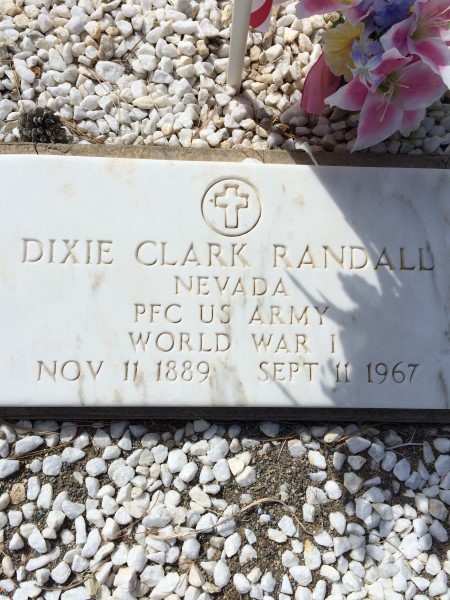 DIXIE CLARK RANDALL
NEVADA
PFC US ARMY
WORLD WAR I
NOV 11 1889 SEPT 11 1967